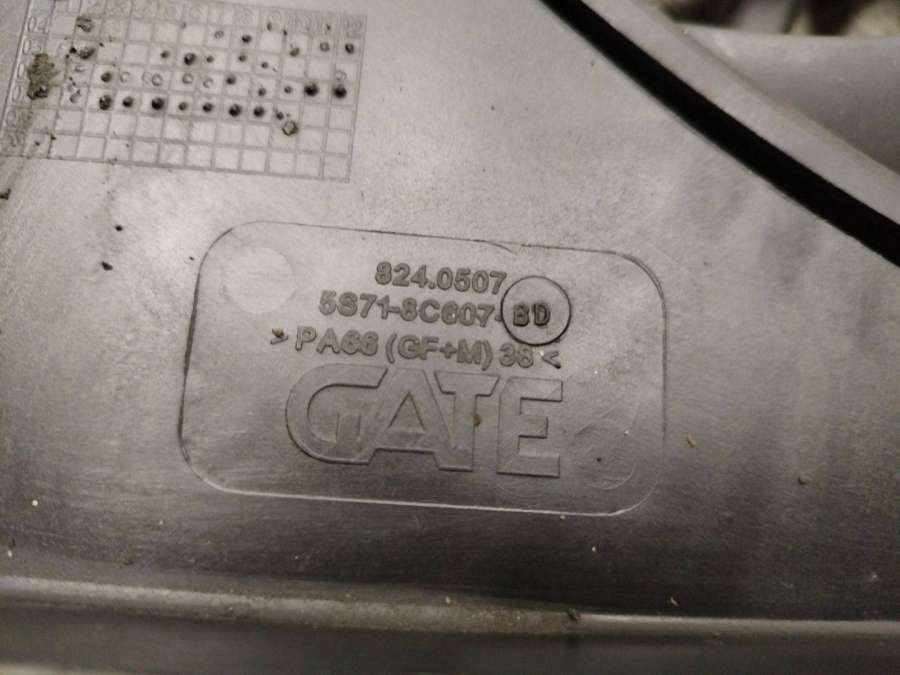 824.0507
5S71-8C607-BD
>PA66 (GF+M) 38<
GATE